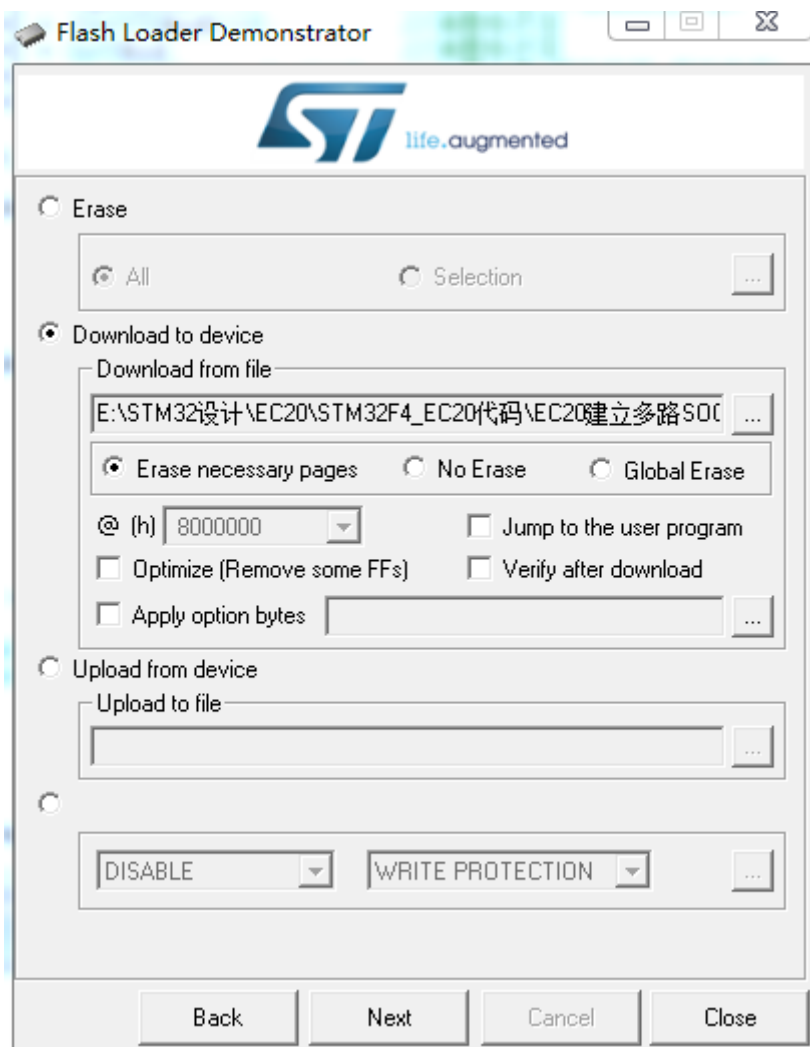 Flash Loader Demonstrator
ST life.augmented
Erase
All Selection ...
Download to device
Download from file
E:\STM32设计\EC20\STM32F4_EC20代码\EC20建立多路SOC ...
Erase necessary pages No Erase Global Erase
@ (h) 8000000 Jump to the user program
Optimize (Remove some FFs) Verify after download
Apply option bytes ...
Upload from device
Upload to file
...
DISABLE WRITE PROTECTION ...
Back Next Cancel Close